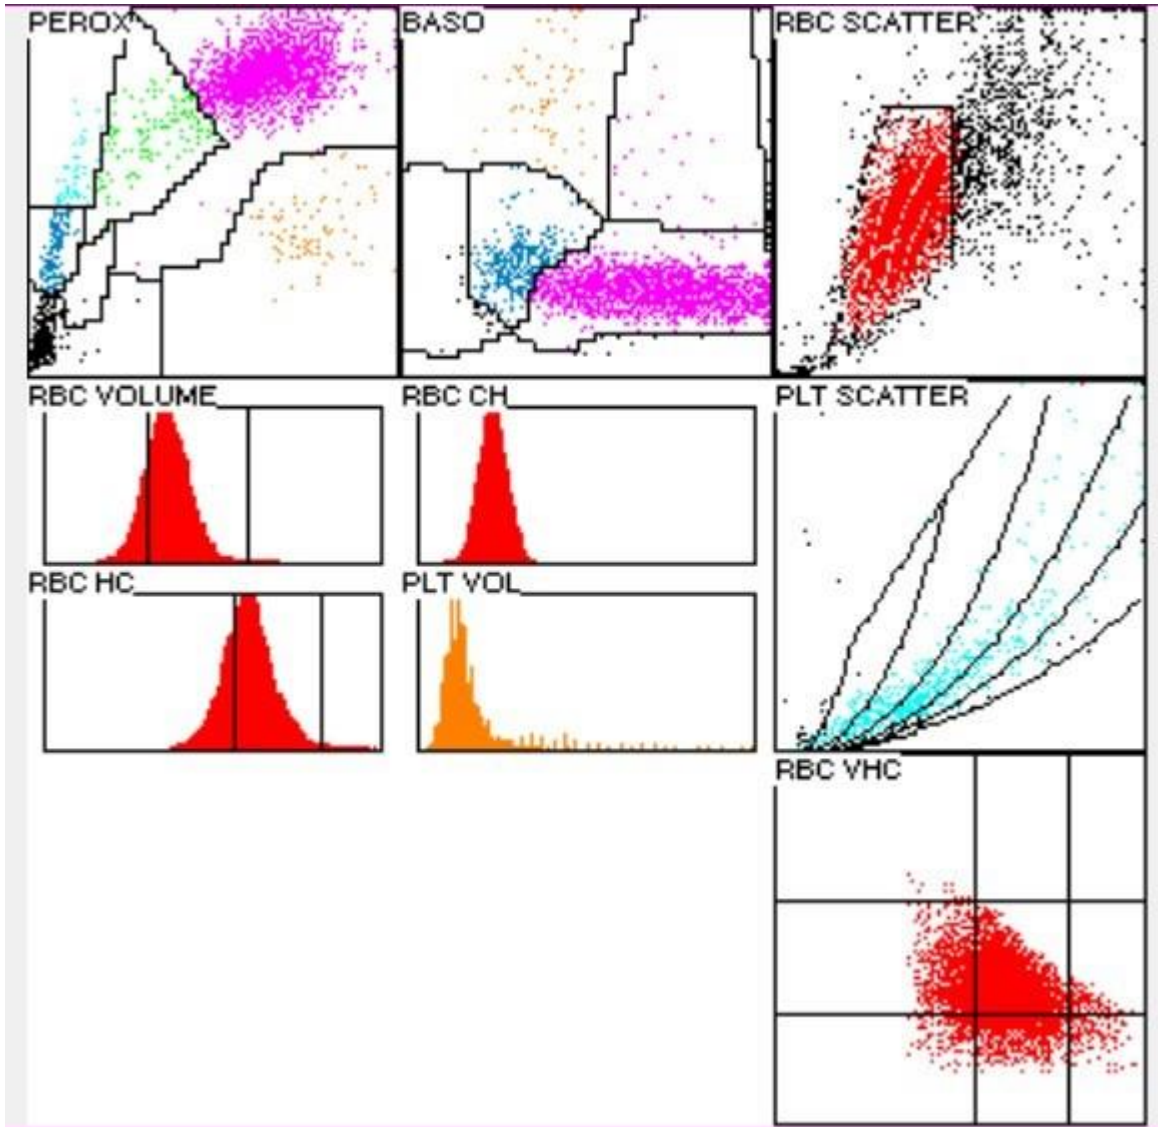 PEROX
BASO
RBC SCATTER
RBC VOLUME
RBC CH
PLT SCATTER
RBC HC
PLT VOL
RBC VHC